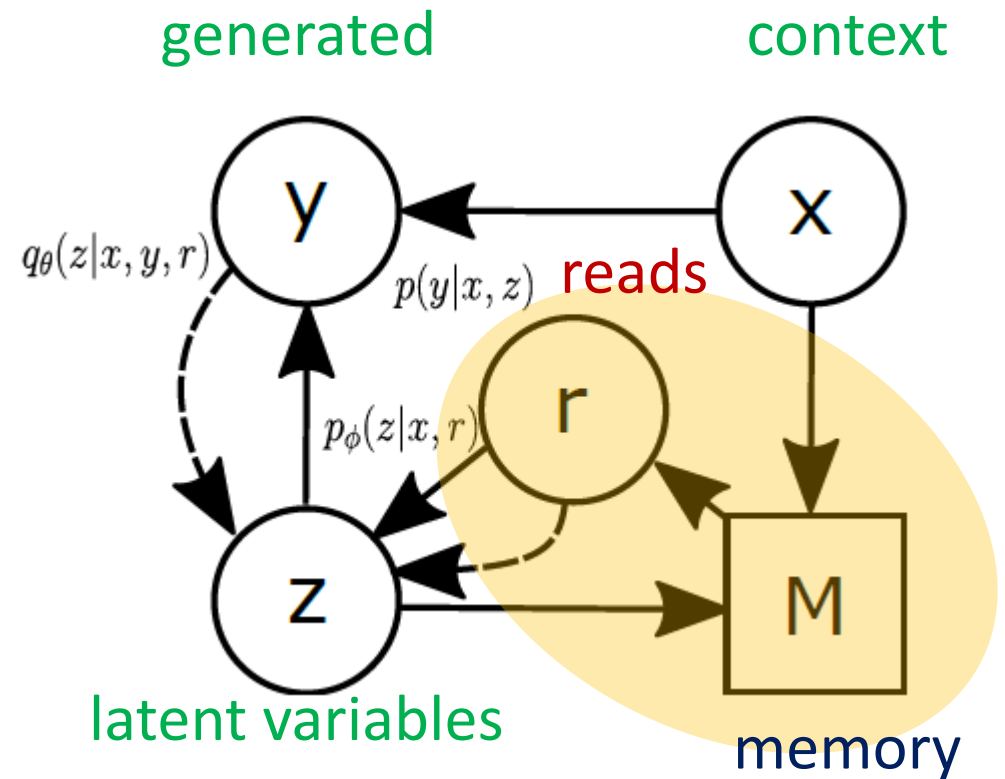 generated
context
y
x
qθ(z|x, y, r)
p(y|x, z)
reads
r
pϕ(z|x, r)
z
M
latent variables
memory